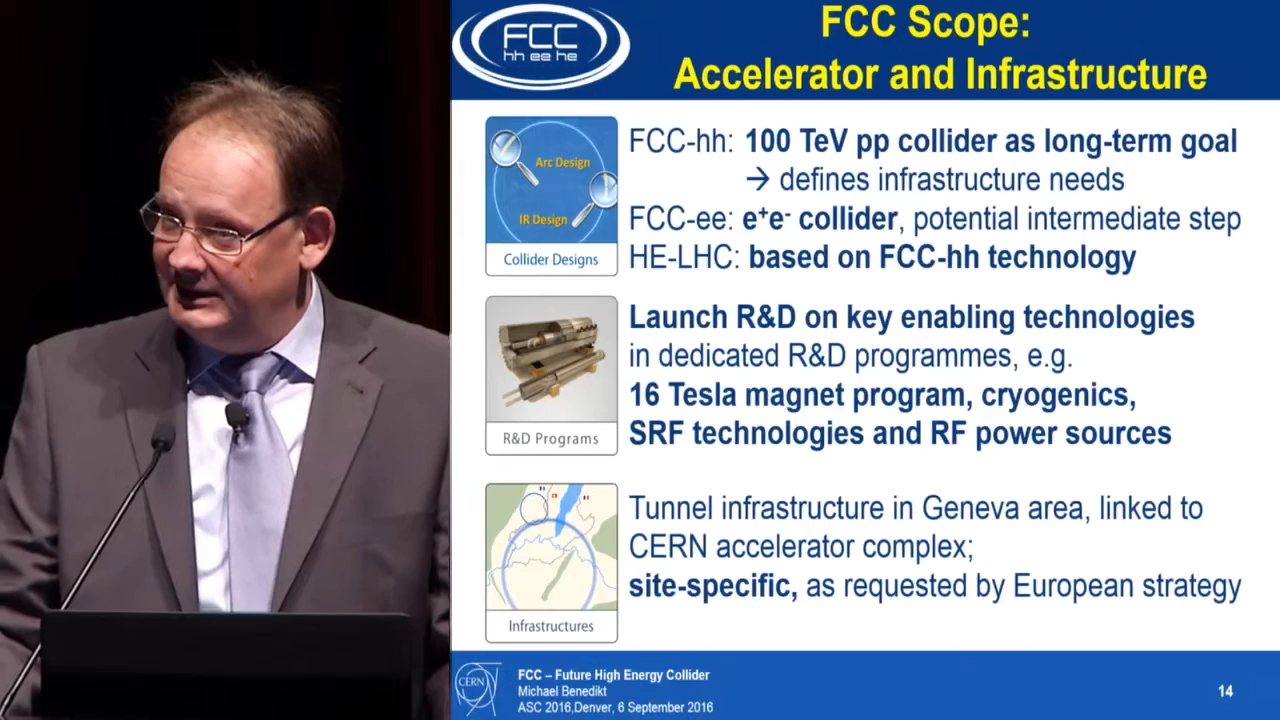 FCC
hh ee he
FCC Scope:
Accelerator and Infrastructure
Arc Design
IR Design
Collider Designs
FCC-hh: 100 TeV pp collider as long-term goal
→ defines infrastructure needs
FCC-ee: e⁺e⁻ collider, potential intermediate step
HE-LHC: based on FCC-hh technology
R&D Programs
Launch R&D on key enabling technologies
in dedicated R&D programmes, e.g.
16 Tesla magnet program, cryogenics,
SRF technologies and RF power sources
Infrastructures
Tunnel infrastructure in Geneva area, linked to
CERN accelerator complex;
site-specific, as requested by European strategy
CERN
FCC – Future High Energy Collider
Michael Benedikt
ASC 2016,Denver, 6 September 2016
14